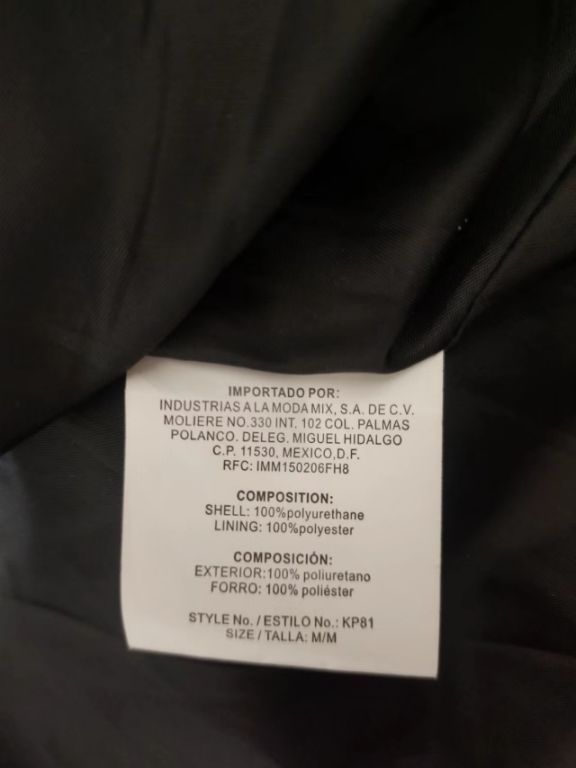 IMPORTADO POR:
INDUSTRIAS A LA MODA MIX, S.A. DE C.V.
MOLIERE NO.330 INT. 102 COL. PALMAS
POLANCO. DELEG. MIGUEL HIDALGO
C.P. 11530, MEXICO,D.F.
RFC: IMM150206FH8
COMPOSITION:
SHELL: 100%polyurethane
LINING: 100%polyester
COMPOSICIÓN:
EXTERIOR:100% poliuretano
FORRO: 100% poliéster
STYLE No. / ESTILO No.: KP81
SIZE / TALLA: M/M